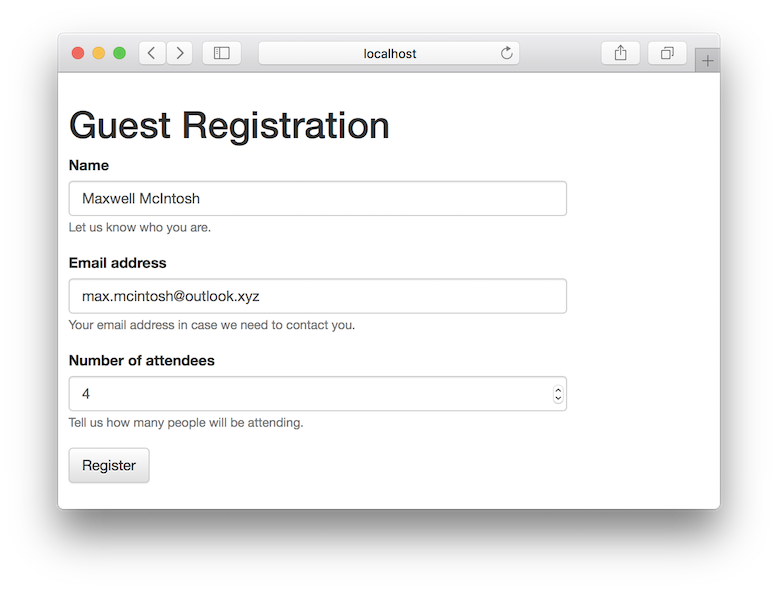 localhost
Guest Registration
Name
Maxwell McIntosh
Let us know who you are.
Email address
max.mcintosh@outlook.xyz
Your email address in case we need to contact you.
Number of attendees
4
Tell us how many people will be attending.
Register